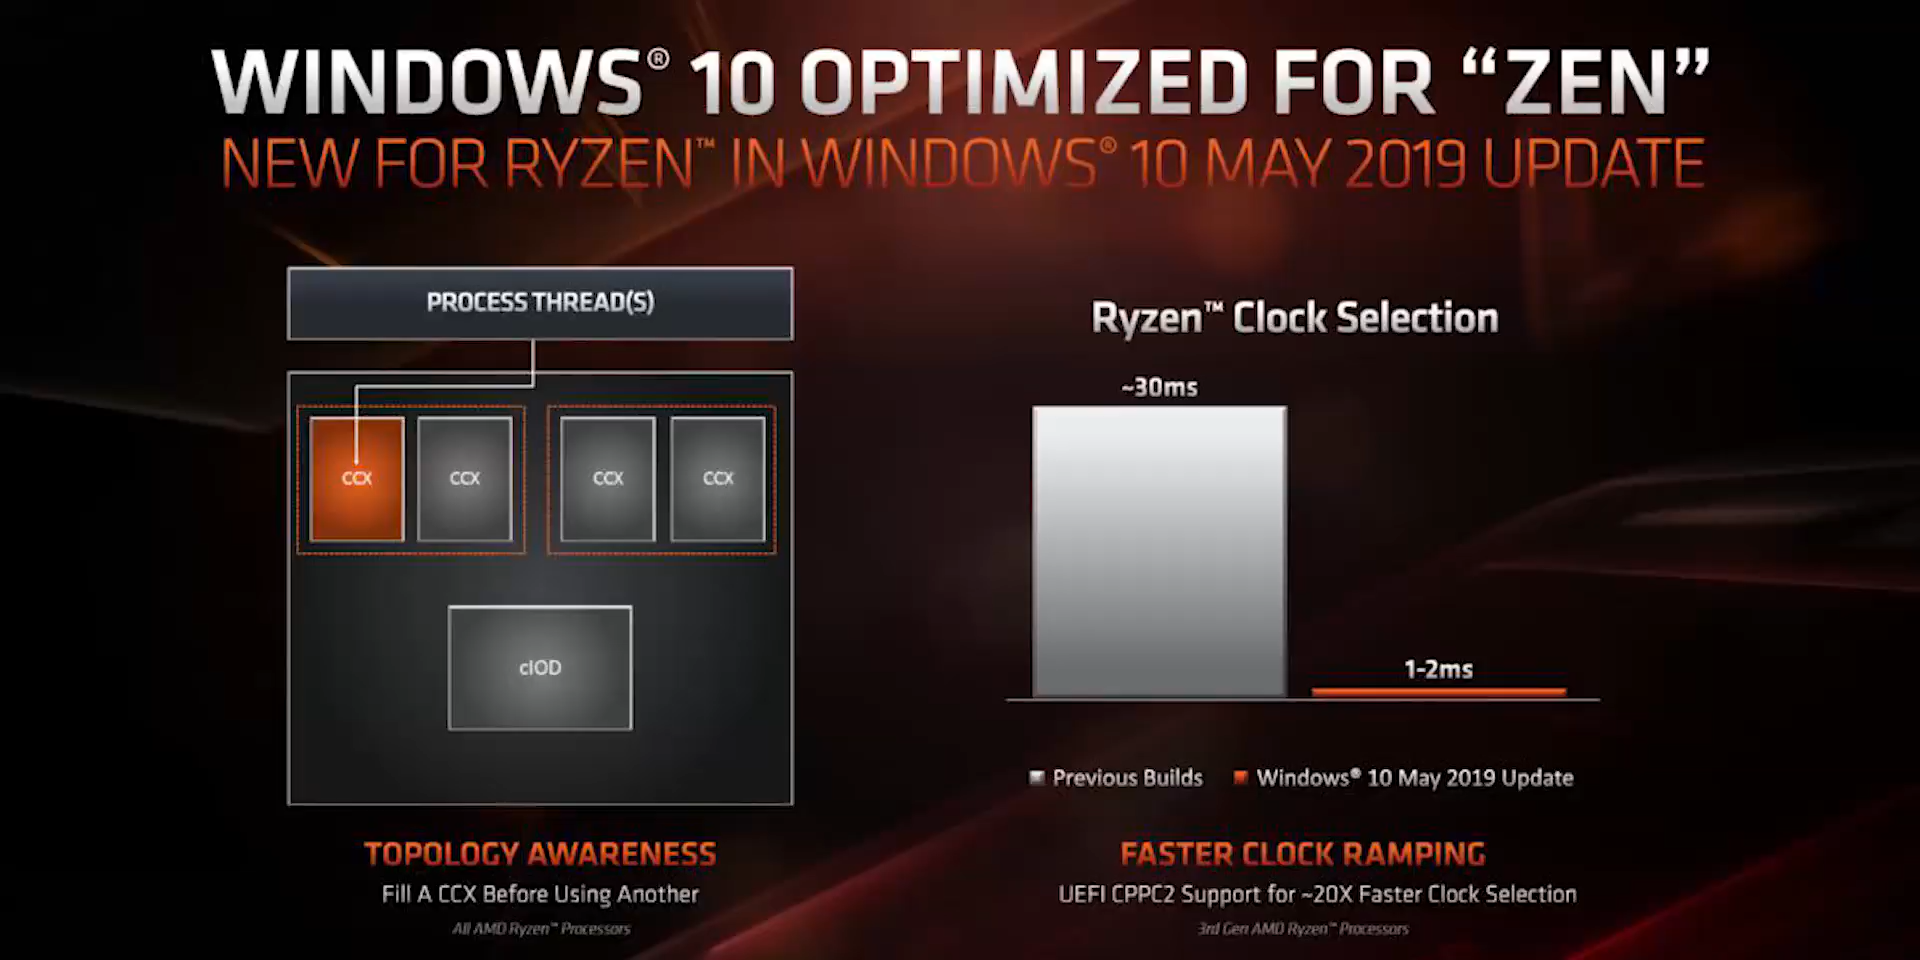 WINDOWS® 10 OPTIMIZED FOR “ZEN”
NEW FOR RYZEN™ IN WINDOWS® 10 MAY 2019 UPDATE
PROCESS THREAD(S)
CCX
CCX
CCX
CCX
cIOD
TOPOLOGY AWARENESS
Fill A CCX Before Using Another
All AMD Ryzen™ Processors
Ryzen™ Clock Selection
~30ms
1-2ms
Previous Builds
Windows® 10 May 2019 Update
FASTER CLOCK RAMPING
UEFI CPPC2 Support for ~20X Faster Clock Selection
3rd Gen AMD Ryzen™ Processors